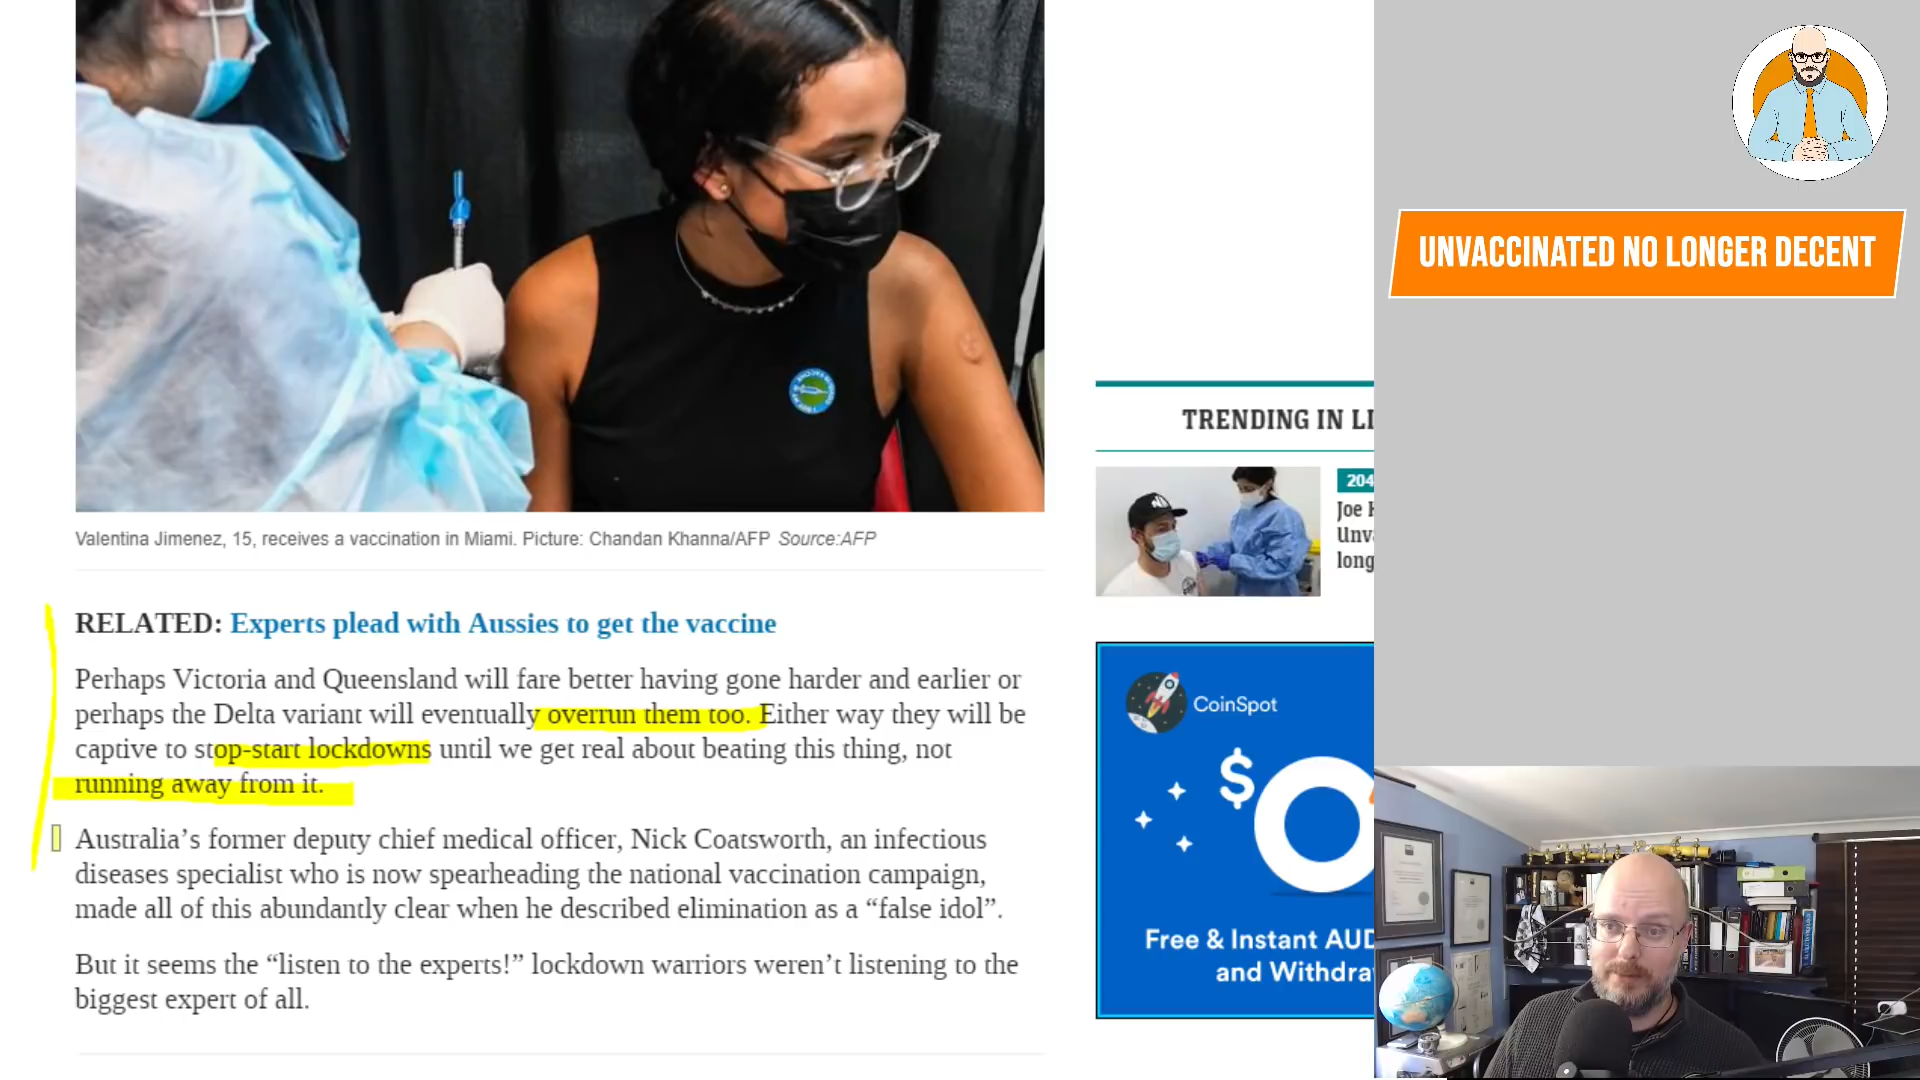 Valentina Jimenez, 15, receives a vaccination in Miami. Picture: Chandan Khanna/AFP Source:AFP
RELATED: Experts plead with Aussies to get the vaccine
Perhaps Victoria and Queensland will fare better having gone harder and earlier or
perhaps the Delta variant will eventually overrun them too. Either way they will be
captive to stop-start lockdowns until we get real about beating this thing, not
running away from it.
Australia’s former deputy chief medical officer, Nick Coatsworth, an infectious
diseases specialist who is now spearheading the national vaccination campaign,
made all of this abundantly clear when he described elimination as a “false idol”.
But it seems the “listen to the experts!” lockdown warriors weren’t listening to the
biggest expert of all.
TRENDING IN LI
204
Joe
Unv
long
CoinSpot
$
Free & Instant AUD
and Withdra
UNVACCINATED NO LONGER DECENT